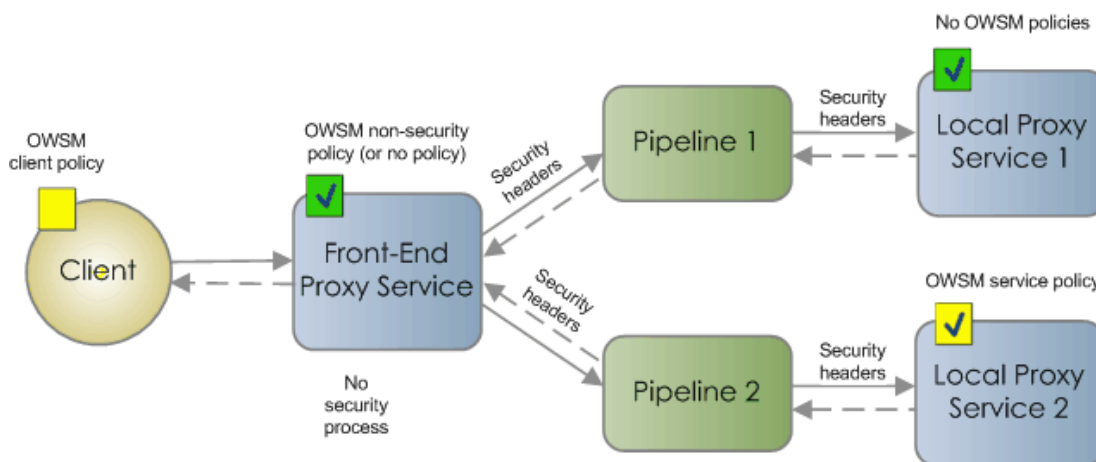 No OWSM policies
OWSM client policy
OWSM non-security
policy (or no policy)
Security
headers
Pipeline 1
Security
headers
Local Proxy
Service 1
Client
Front-End
Proxy Service
Security
headers
No
security
process
Pipeline 2
Security
headers
OWSM service policy
Local Proxy
Service 2